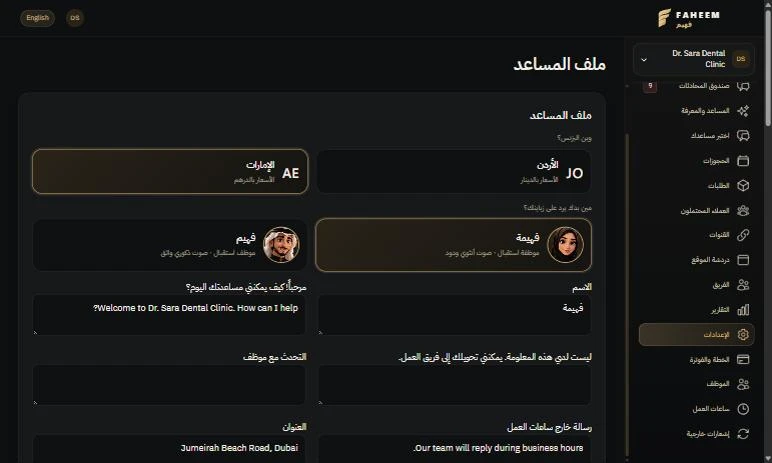 FAHEEM
فهيم
DS
English
Dr. Sara Dental Clinic
DS
صندوق المحادثات
9
المساعد والمعرفة
اختبر مساعدك
الحجوزات
الطلبات
العملاء المحتملون
القنوات
دردشة الموقع
الفريق
التقارير
الإعدادات
الخطة والفوترة
الموظف
ساعات العمل
إشعارات خارجية
ملف المساعد
ملف المساعد
وين البزنس؟
JO
الأردن
الأسعار بالدينار
AE
الإمارات
الأسعار بالدرهم
مين بدك يرد على زباينك؟
فهيمة
موظفة استقبال · صوت أنثوي ودود
فهيم
موظف استقبال · صوت ذكوري واثق
الاسم
فهيمة
مرحباً! كيف يمكنني مساعدتك اليوم؟
Welcome to Dr. Sara Dental Clinic. How can I help?
ليست لدي هذه المعلومة. يمكنني تحويلك إلى فريق العمل.
التحدث مع موظف
رسالة خارج ساعات العمل
Our team will reply during business hours.
العنوان
Jumeirah Beach Road, Dubai